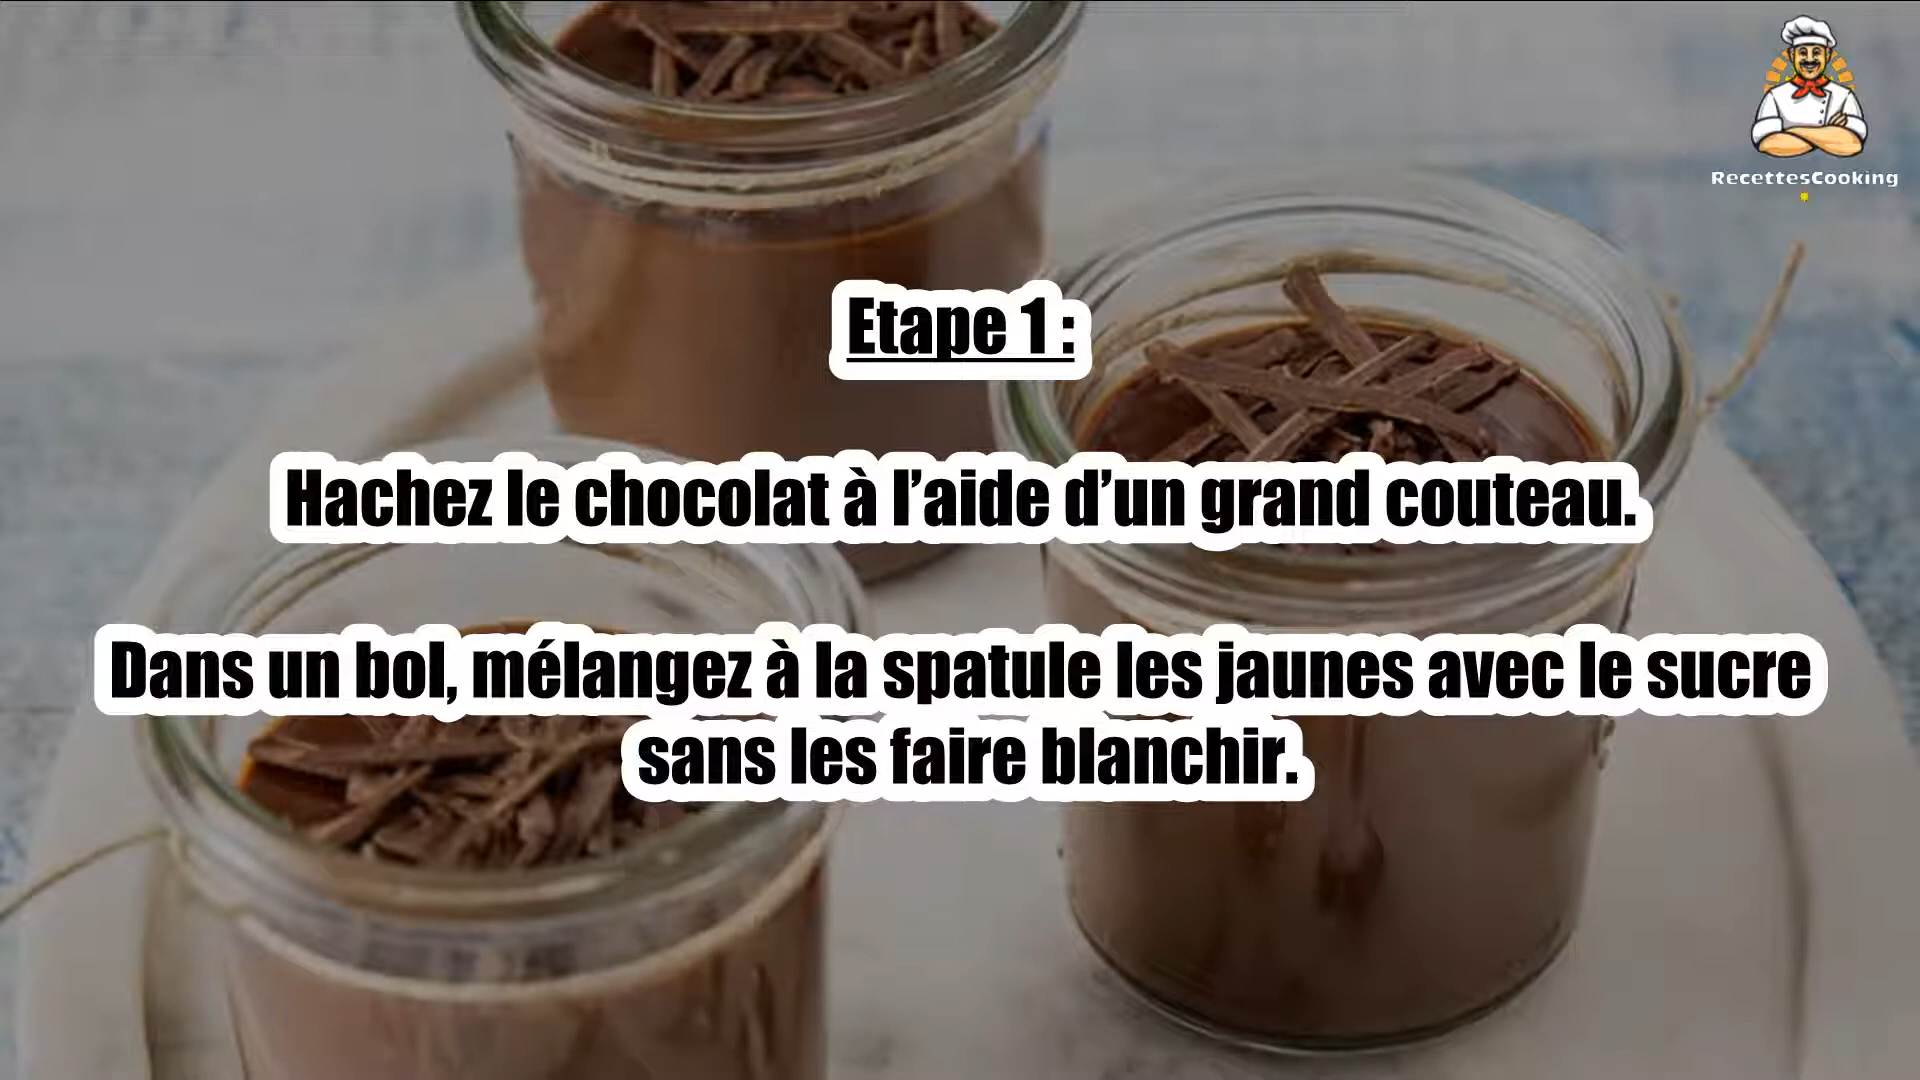 RecettesCooking
Etape 1 :
Hachez le chocolat à l’aide d’un grand couteau.
Dans un bol, mélangez à la spatule les jaunes avec le sucre
sans les faire blanchir.